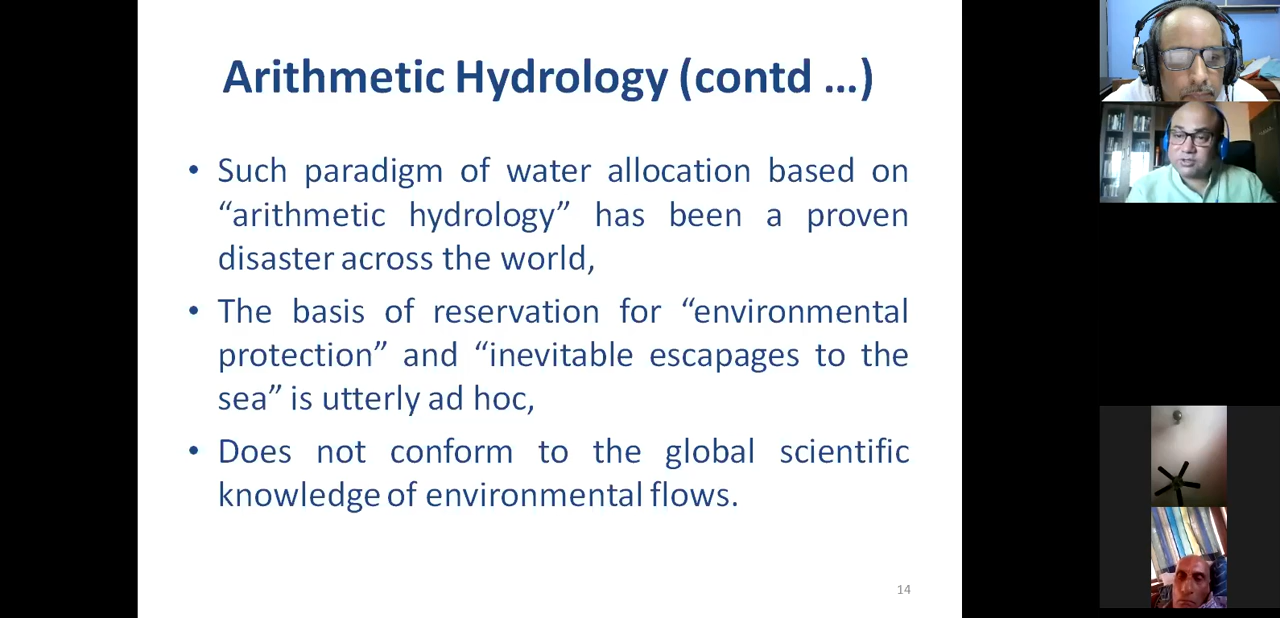 Arithmetic Hydrology (contd ...)
• Such paradigm of water allocation based on
“arithmetic hydrology” has been a proven
disaster across the world,
• The basis of reservation for “environmental
protection” and “inevitable escapages to the
sea” is utterly ad hoc,
• Does not conform to the global scientific
knowledge of environmental flows.
14